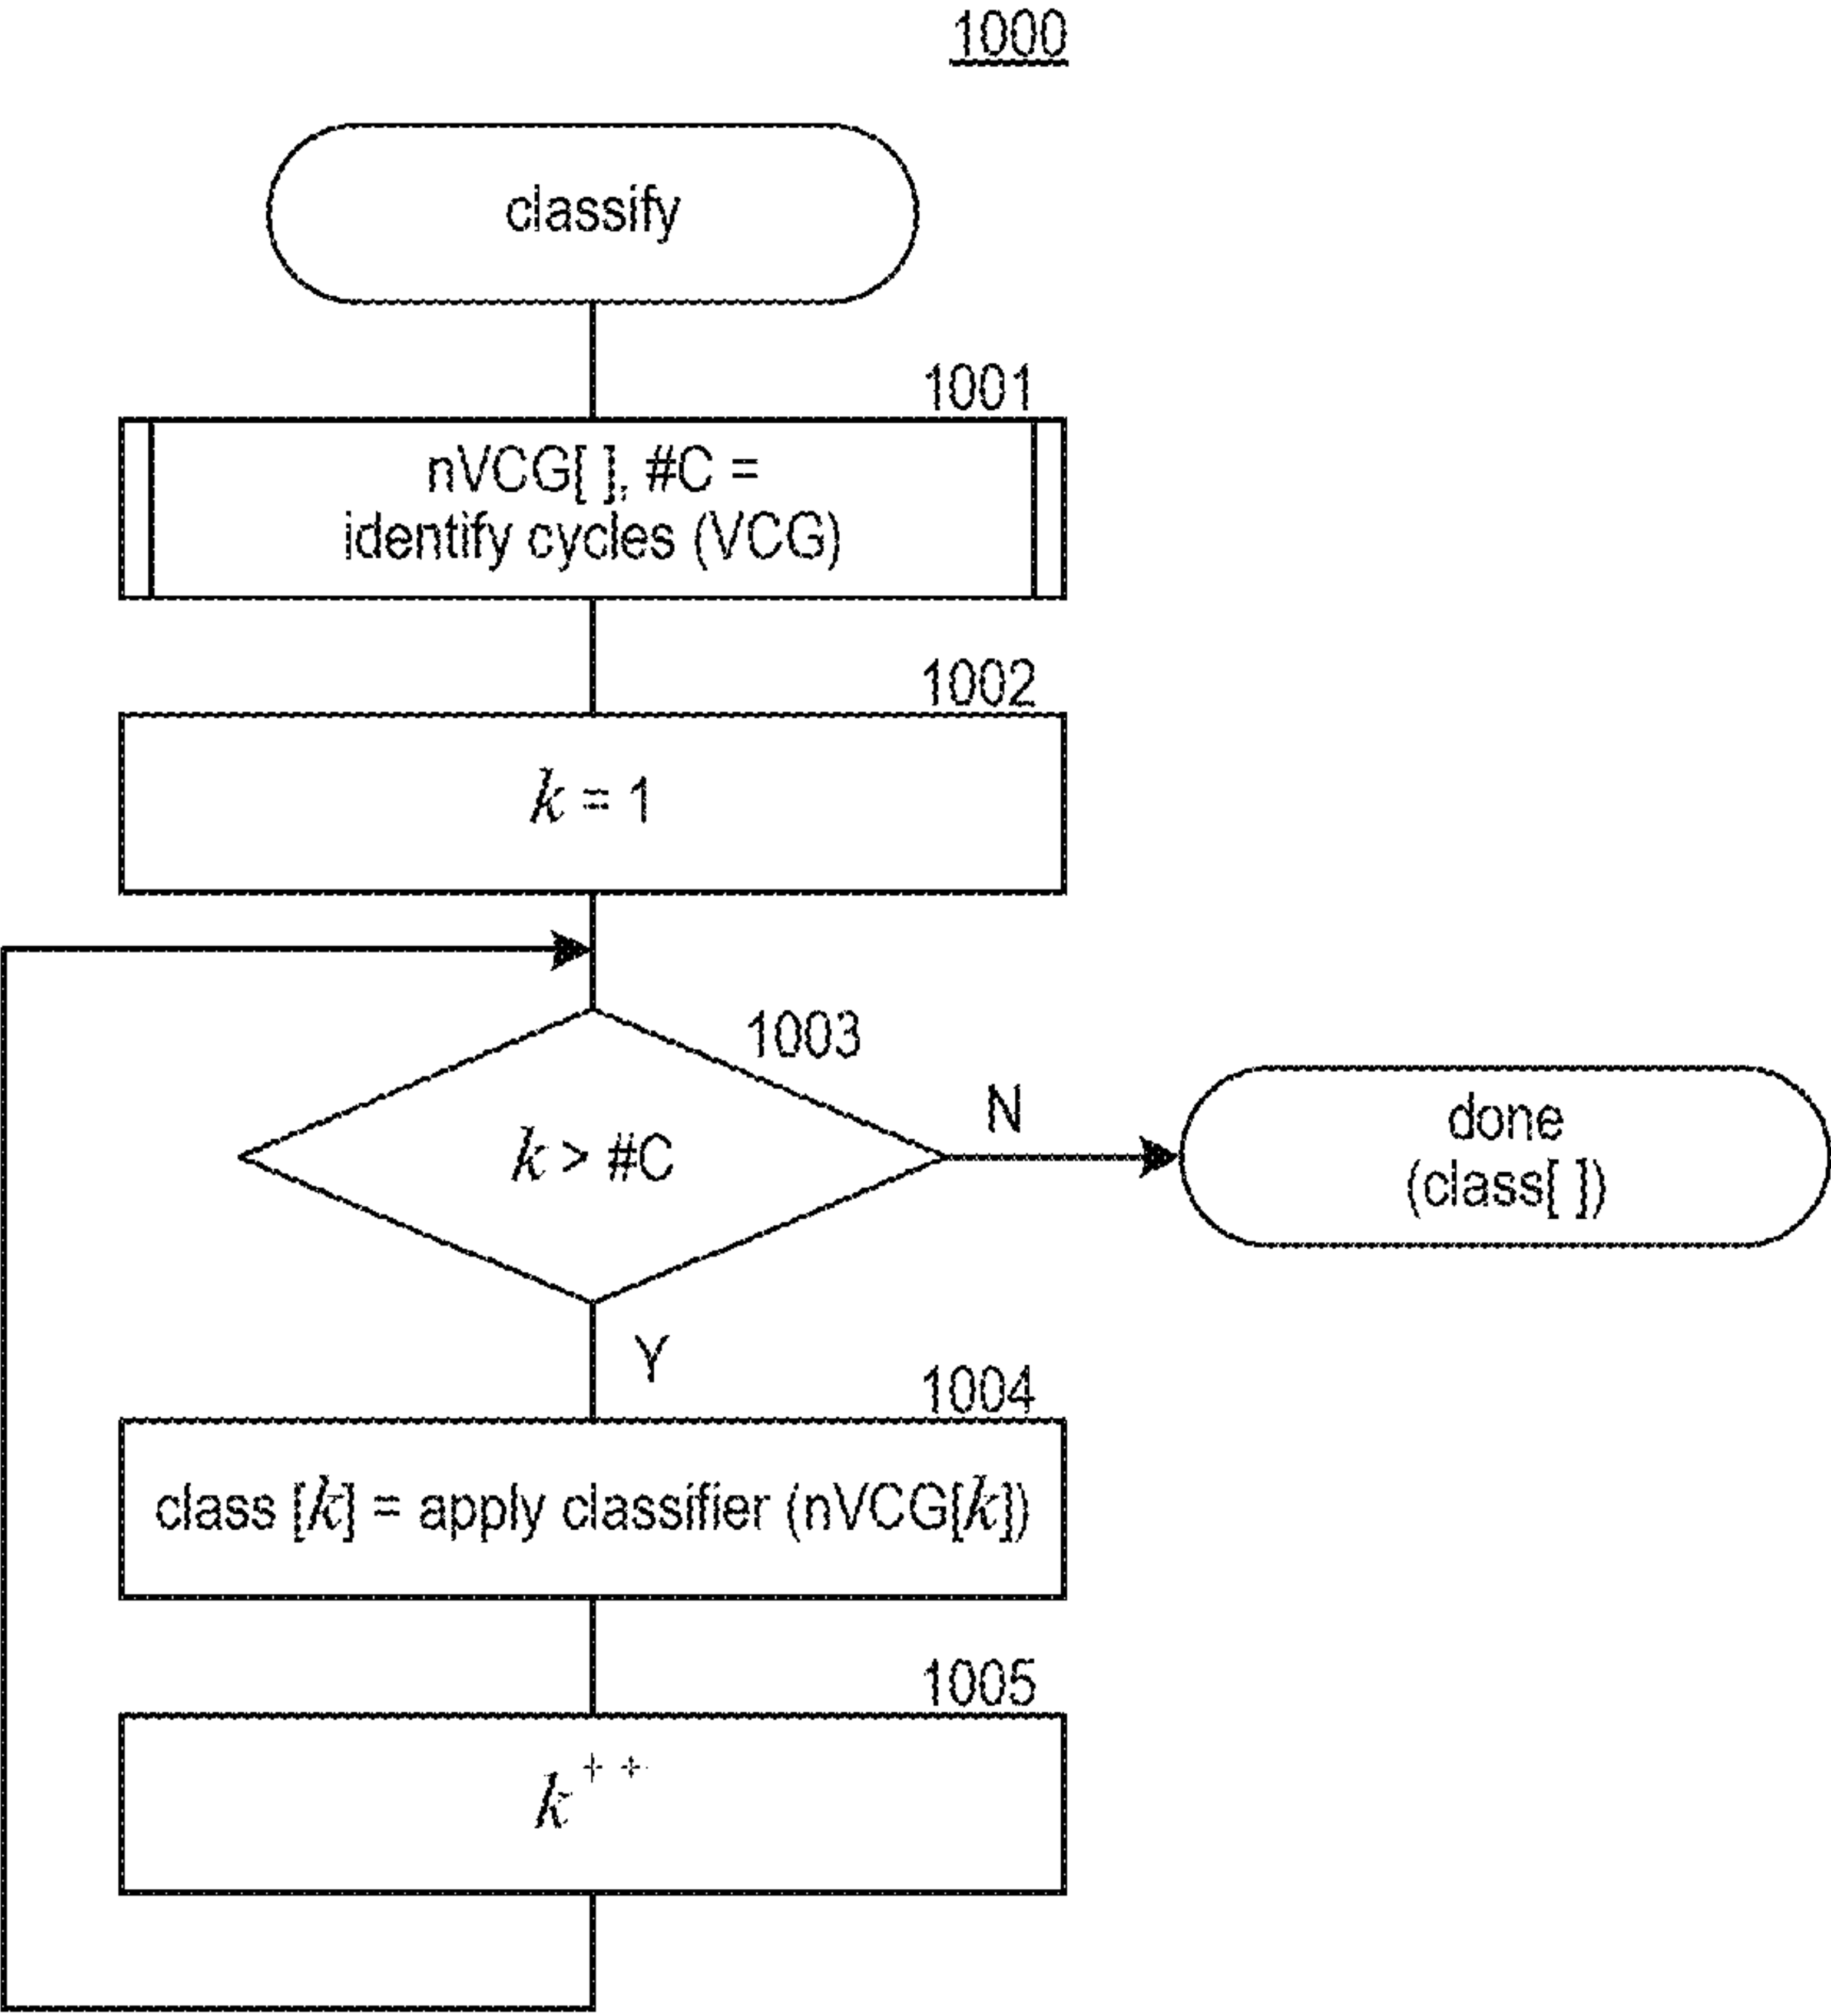 1000
classify
1001
nVCG[ ], #C =
identify cycles (VCG)
1002
k = 1
1003
k > #C
N
done
(class[ ])
Y
1004
class [k] = apply classifier (nVCG[k])
1005
k++